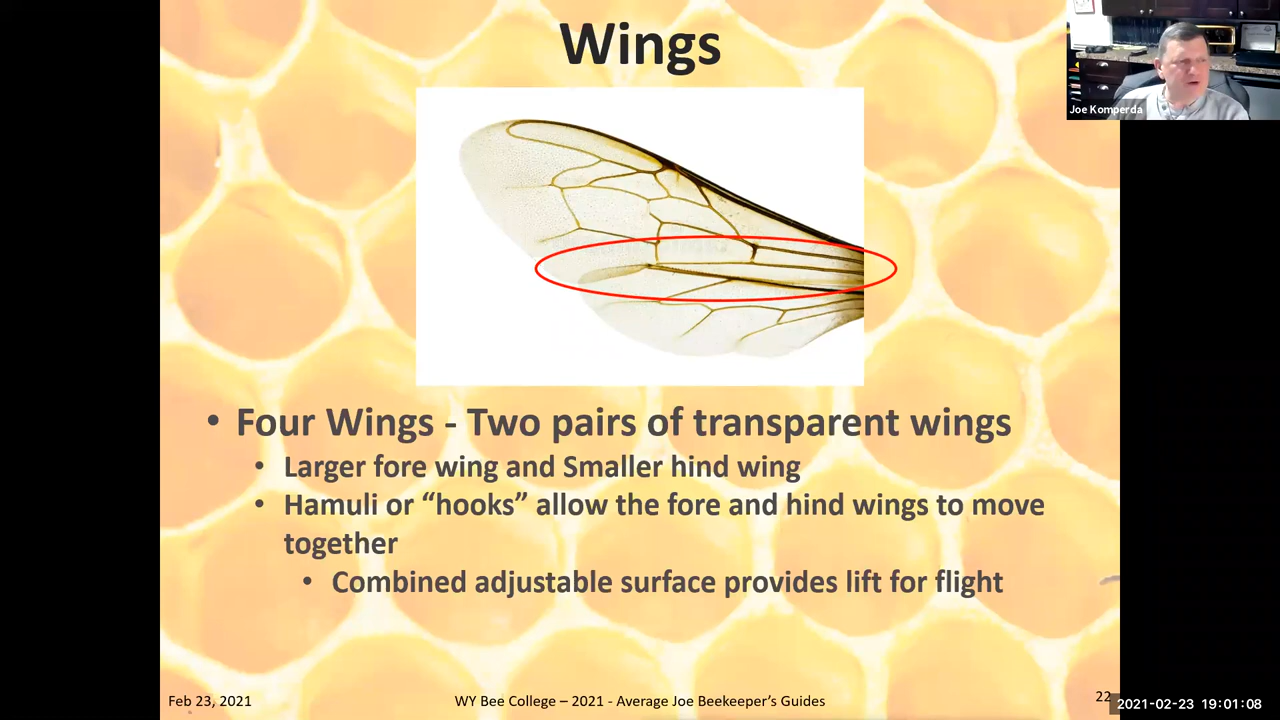 Wings
Joe Komperda
• Four Wings - Two pairs of transparent wings
• Larger fore wing and Smaller hind wing
• Hamuli or “hooks” allow the fore and hind wings to move
together
• Combined adjustable surface provides lift for flight
Feb 23, 2021
WY Bee College – 2021 - Average Joe Beekeeper’s Guides
22
2021-02-23 19:01:08